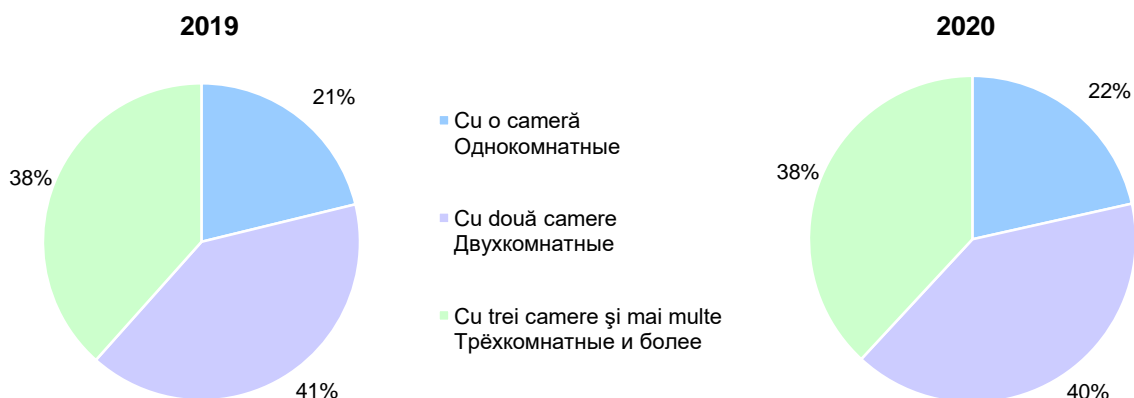 2019
21%
38%
41%
Cu o cameră
Однокомнатные
Cu două camere
Двухкомнатные
Cu trei camere şi mai multe
Трёхкомнатные и более
2020
22%
38%
40%